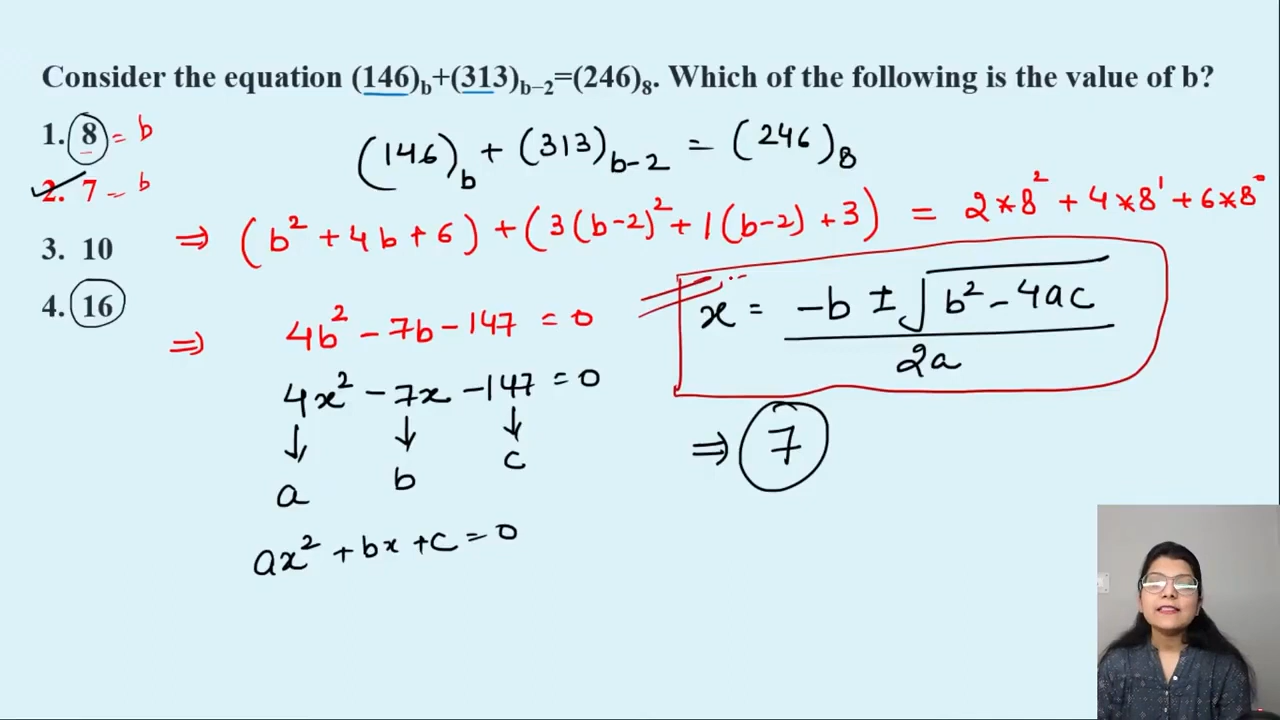 Consider the equation (146)b+(313)b−2=(246)8. Which of the following is the value of b?
1. 8 = b
2. 7 – b
3. 10
4. 16
(146)b + (313)b-2 = (246)8
⇒ (b² + 4b + 6) + (3(b-2)² + 1(b-2) + 3) = 2*8² + 4*8¹ + 6*8⁰
⇒ 4b² - 7b - 147 = 0
x = -b ± √b² - 4ac
2a
4x² - 7x - 147 = 0
↓ ↓ ↓
a b c
⇒ 7
ax² + bx + c = 0